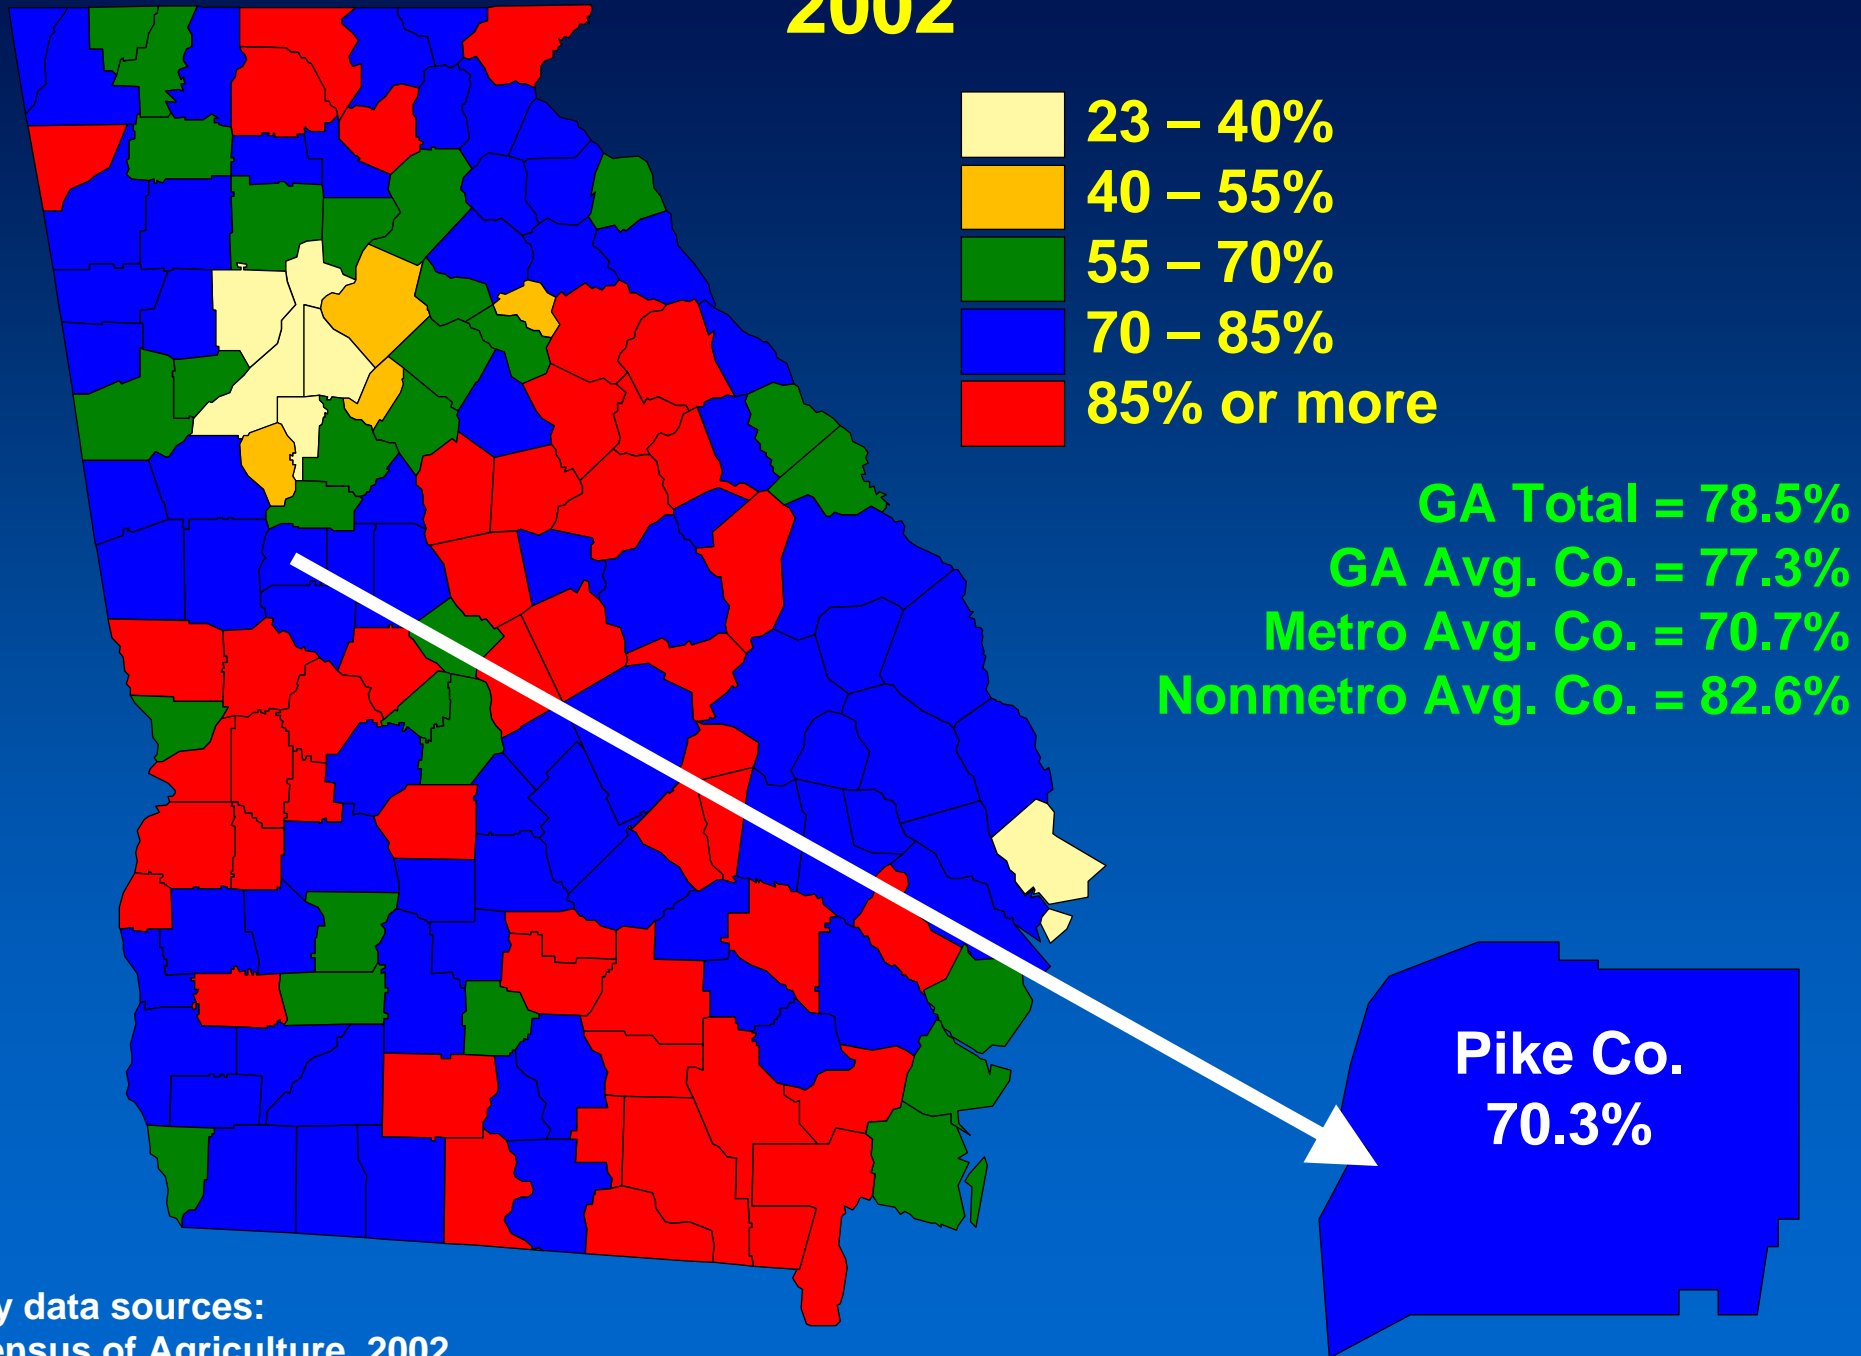 2002
23 – 40%
40 – 55%
55 – 70%
70 – 85%
85% or more
GA Total = 78.5%
GA Avg. Co. = 77.3%
Metro Avg. Co. = 70.7%
Nonmetro Avg. Co. = 82.6%
Pike Co.
70.3%
y data sources:
ensus of Agriculture, 2002